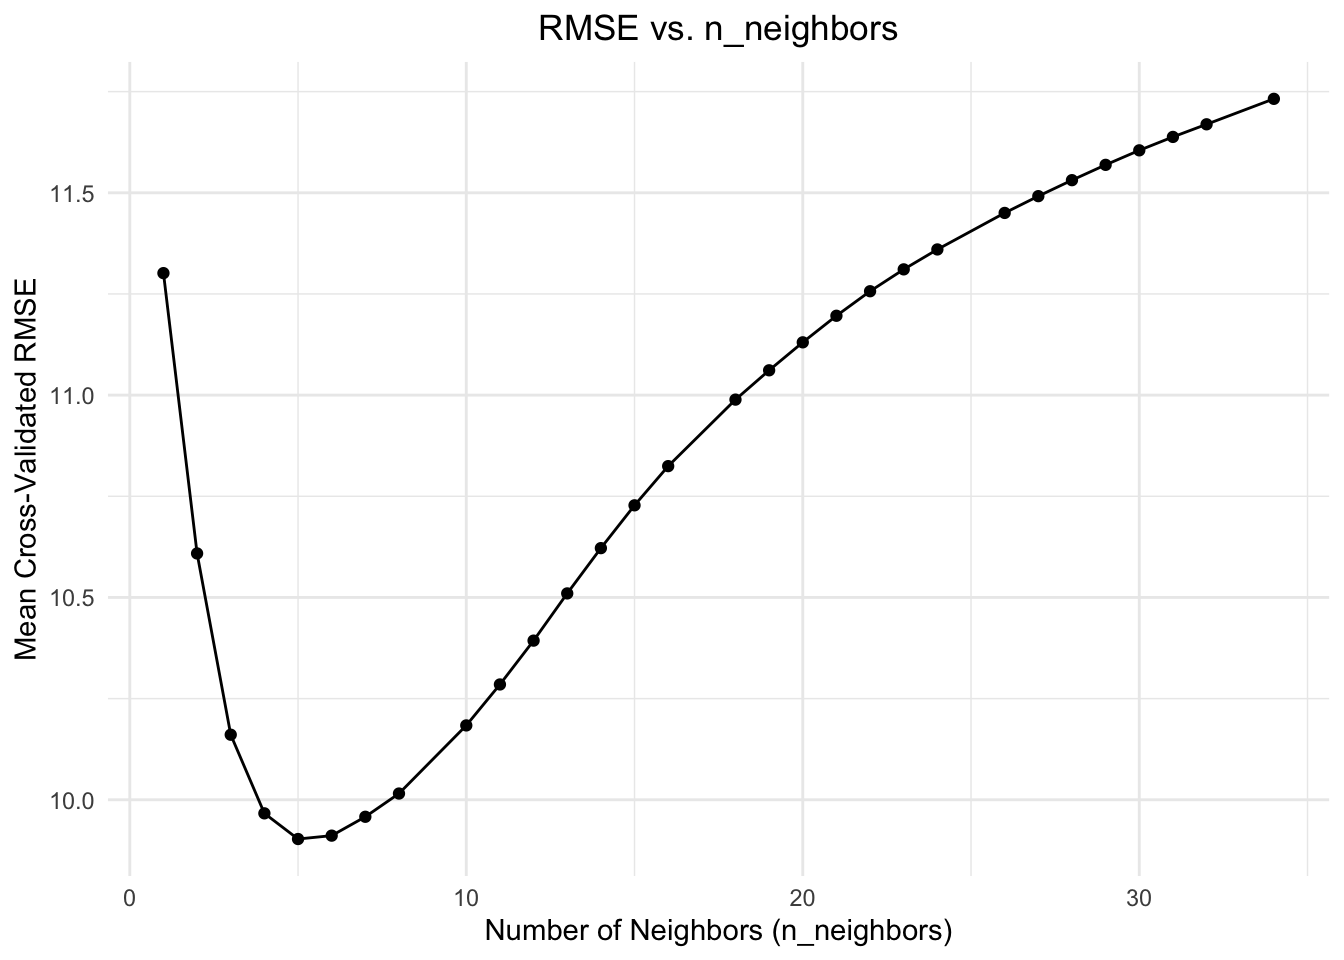 RMSE vs. n_neighbors
Mean Cross-Validated RMSE
11.5
11.0
10.5
10.0
0 10 20 30
Number of Neighbors (n_neighbors)